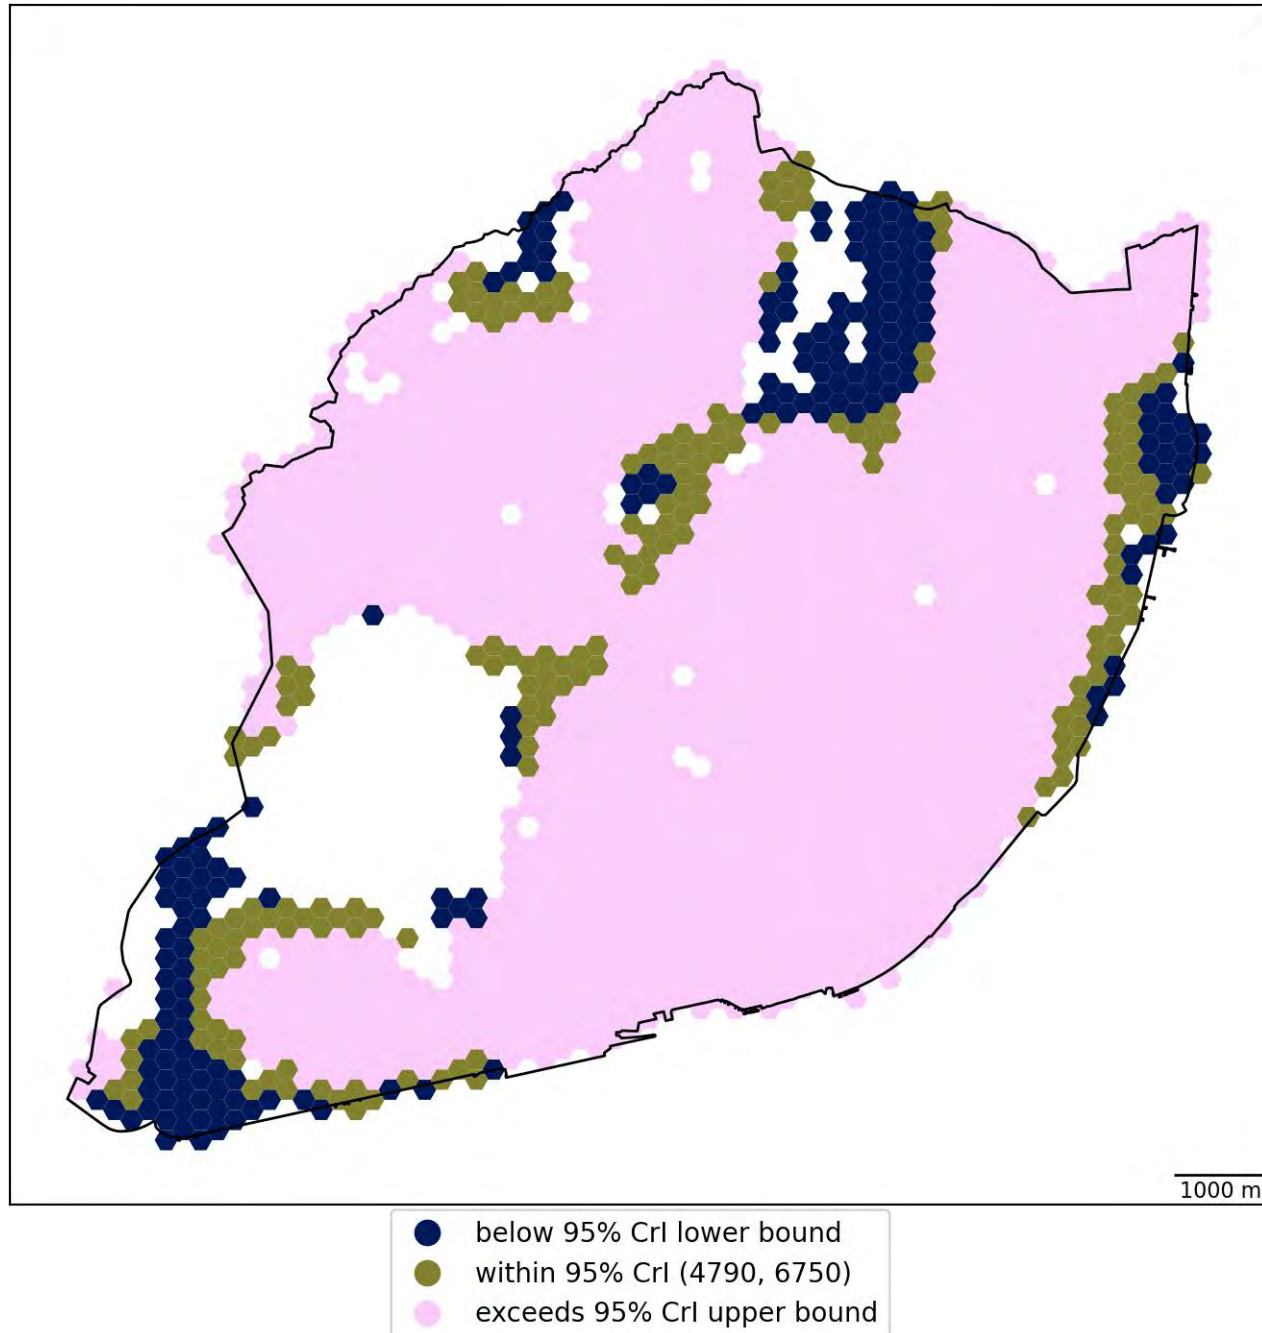 1000 m
below 95% CrI lower bound
within 95% CrI (4790, 6750)
exceeds 95% CrI upper bound